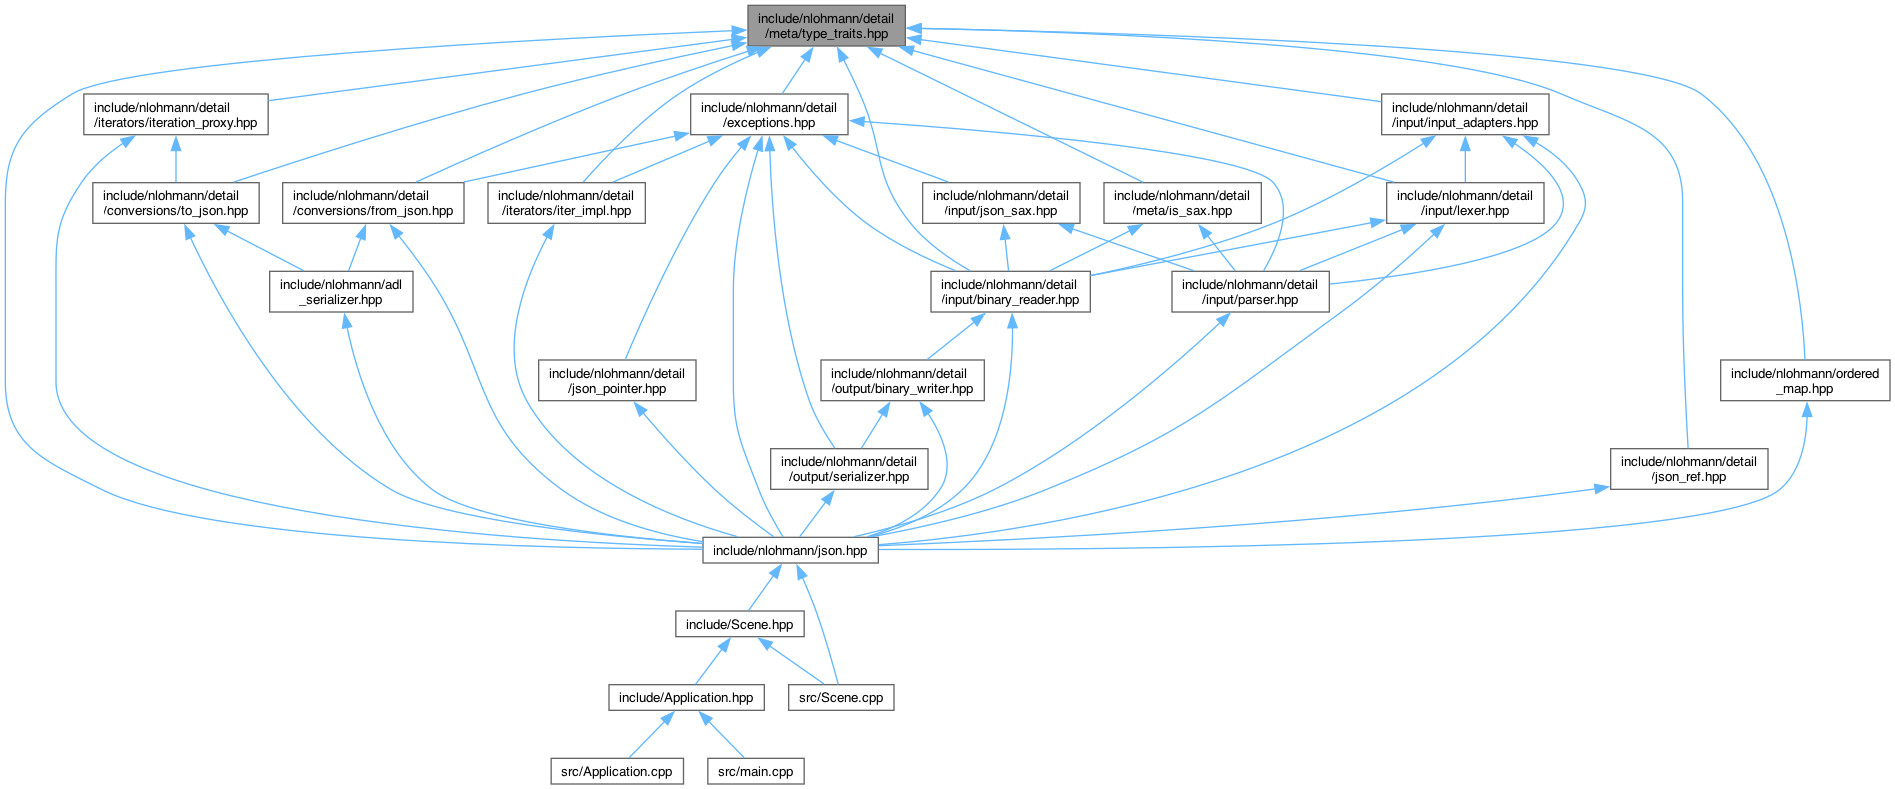 include/nlohmann/detail
/meta/type_traits.hpp
include/nlohmann/detail
/iterators/iteration_proxy.hpp
include/nlohmann/detail
/exceptions.hpp
include/nlohmann/detail
/input/input_adapters.hpp
include/nlohmann/detail
/conversions/to_json.hpp
include/nlohmann/detail
/conversions/from_json.hpp
include/nlohmann/detail
/iterators/iter_impl.hpp
include/nlohmann/detail
/input/json_sax.hpp
include/nlohmann/detail
/meta/is_sax.hpp
include/nlohmann/detail
/input/lexer.hpp
include/nlohmann/adl
_serializer.hpp
include/nlohmann/detail
/input/binary_reader.hpp
include/nlohmann/detail
/input/parser.hpp
include/nlohmann/detail
/json_pointer.hpp
include/nlohmann/detail
/output/binary_writer.hpp
include/nlohmann/ordered
_map.hpp
include/nlohmann/detail
/output/serializer.hpp
include/nlohmann/detail
/json_ref.hpp
include/nlohmann/json.hpp
include/Scene.hpp
include/Application.hpp
src/Scene.cpp
src/Application.cpp
src/main.cpp